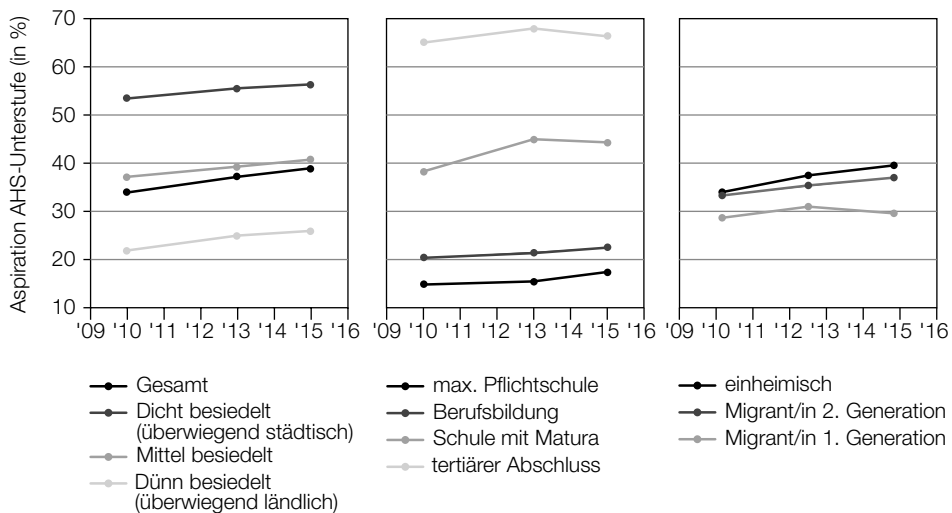 Aspiration AHS-Unterstufe (in %)
70
60
50
40
30
20
10
'09 '10 '11 '12 '13 '14 '15 '16
'09 '10 '11 '12 '13 '14 '15 '16
'09 '10 '11 '12 '13 '14 '15 '16
Gesamt
Dicht besiedelt
(überwiegend städtisch)
Mittel besiedelt
Dünn besiedelt
(überwiegend ländlich)
max. Pflichtschule
Berufsbildung
Schule mit Matura
tertiärer Abschluss
einheimisch
Migrant/in 2. Generation
Migrant/in 1. Generation